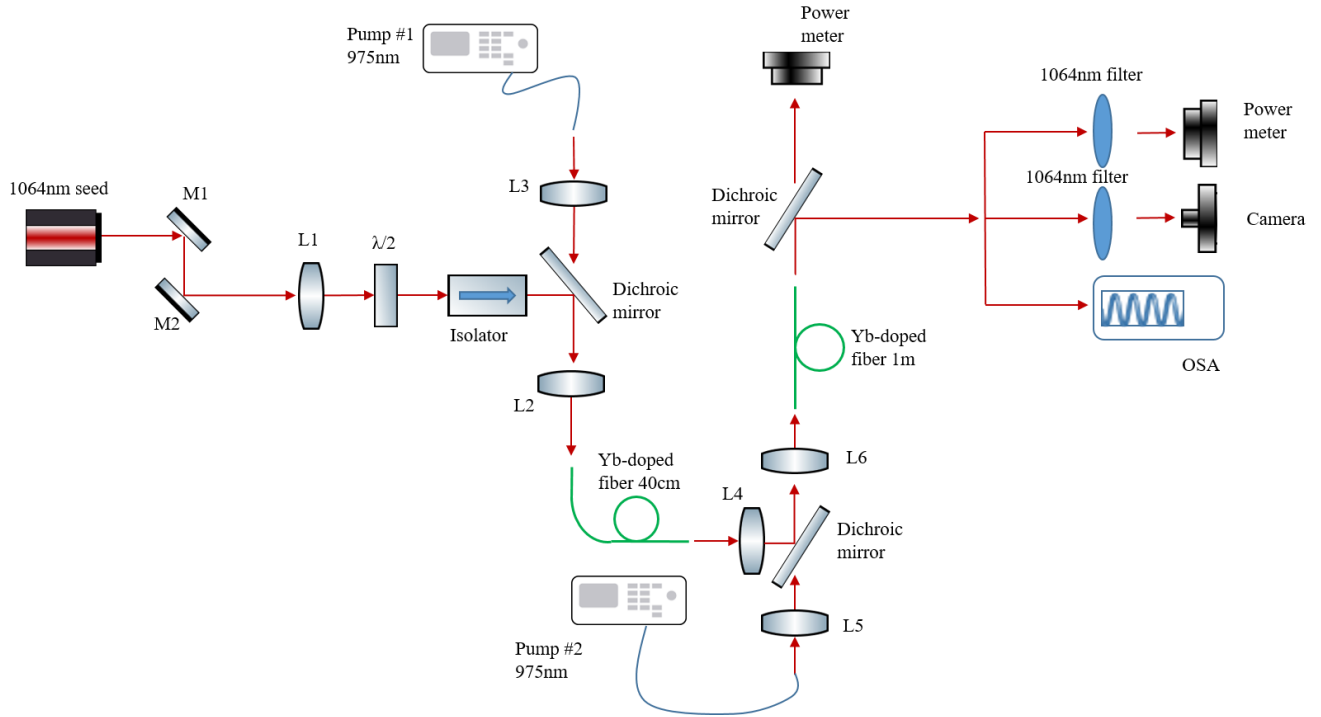 Pump #1
975nm
Power
meter
1064nm filter
Power
meter
1064nm seed
M1
L3
Dichroic
mirror
1064nm filter
Camera
L1
λ/2
M2
Isolator
Dichroic
mirror
L2
Yb-doped
fiber 1m
OSA
Yb-doped
fiber 40cm
L6
L4
Dichroic
mirror
Pump #2
975nm
L5